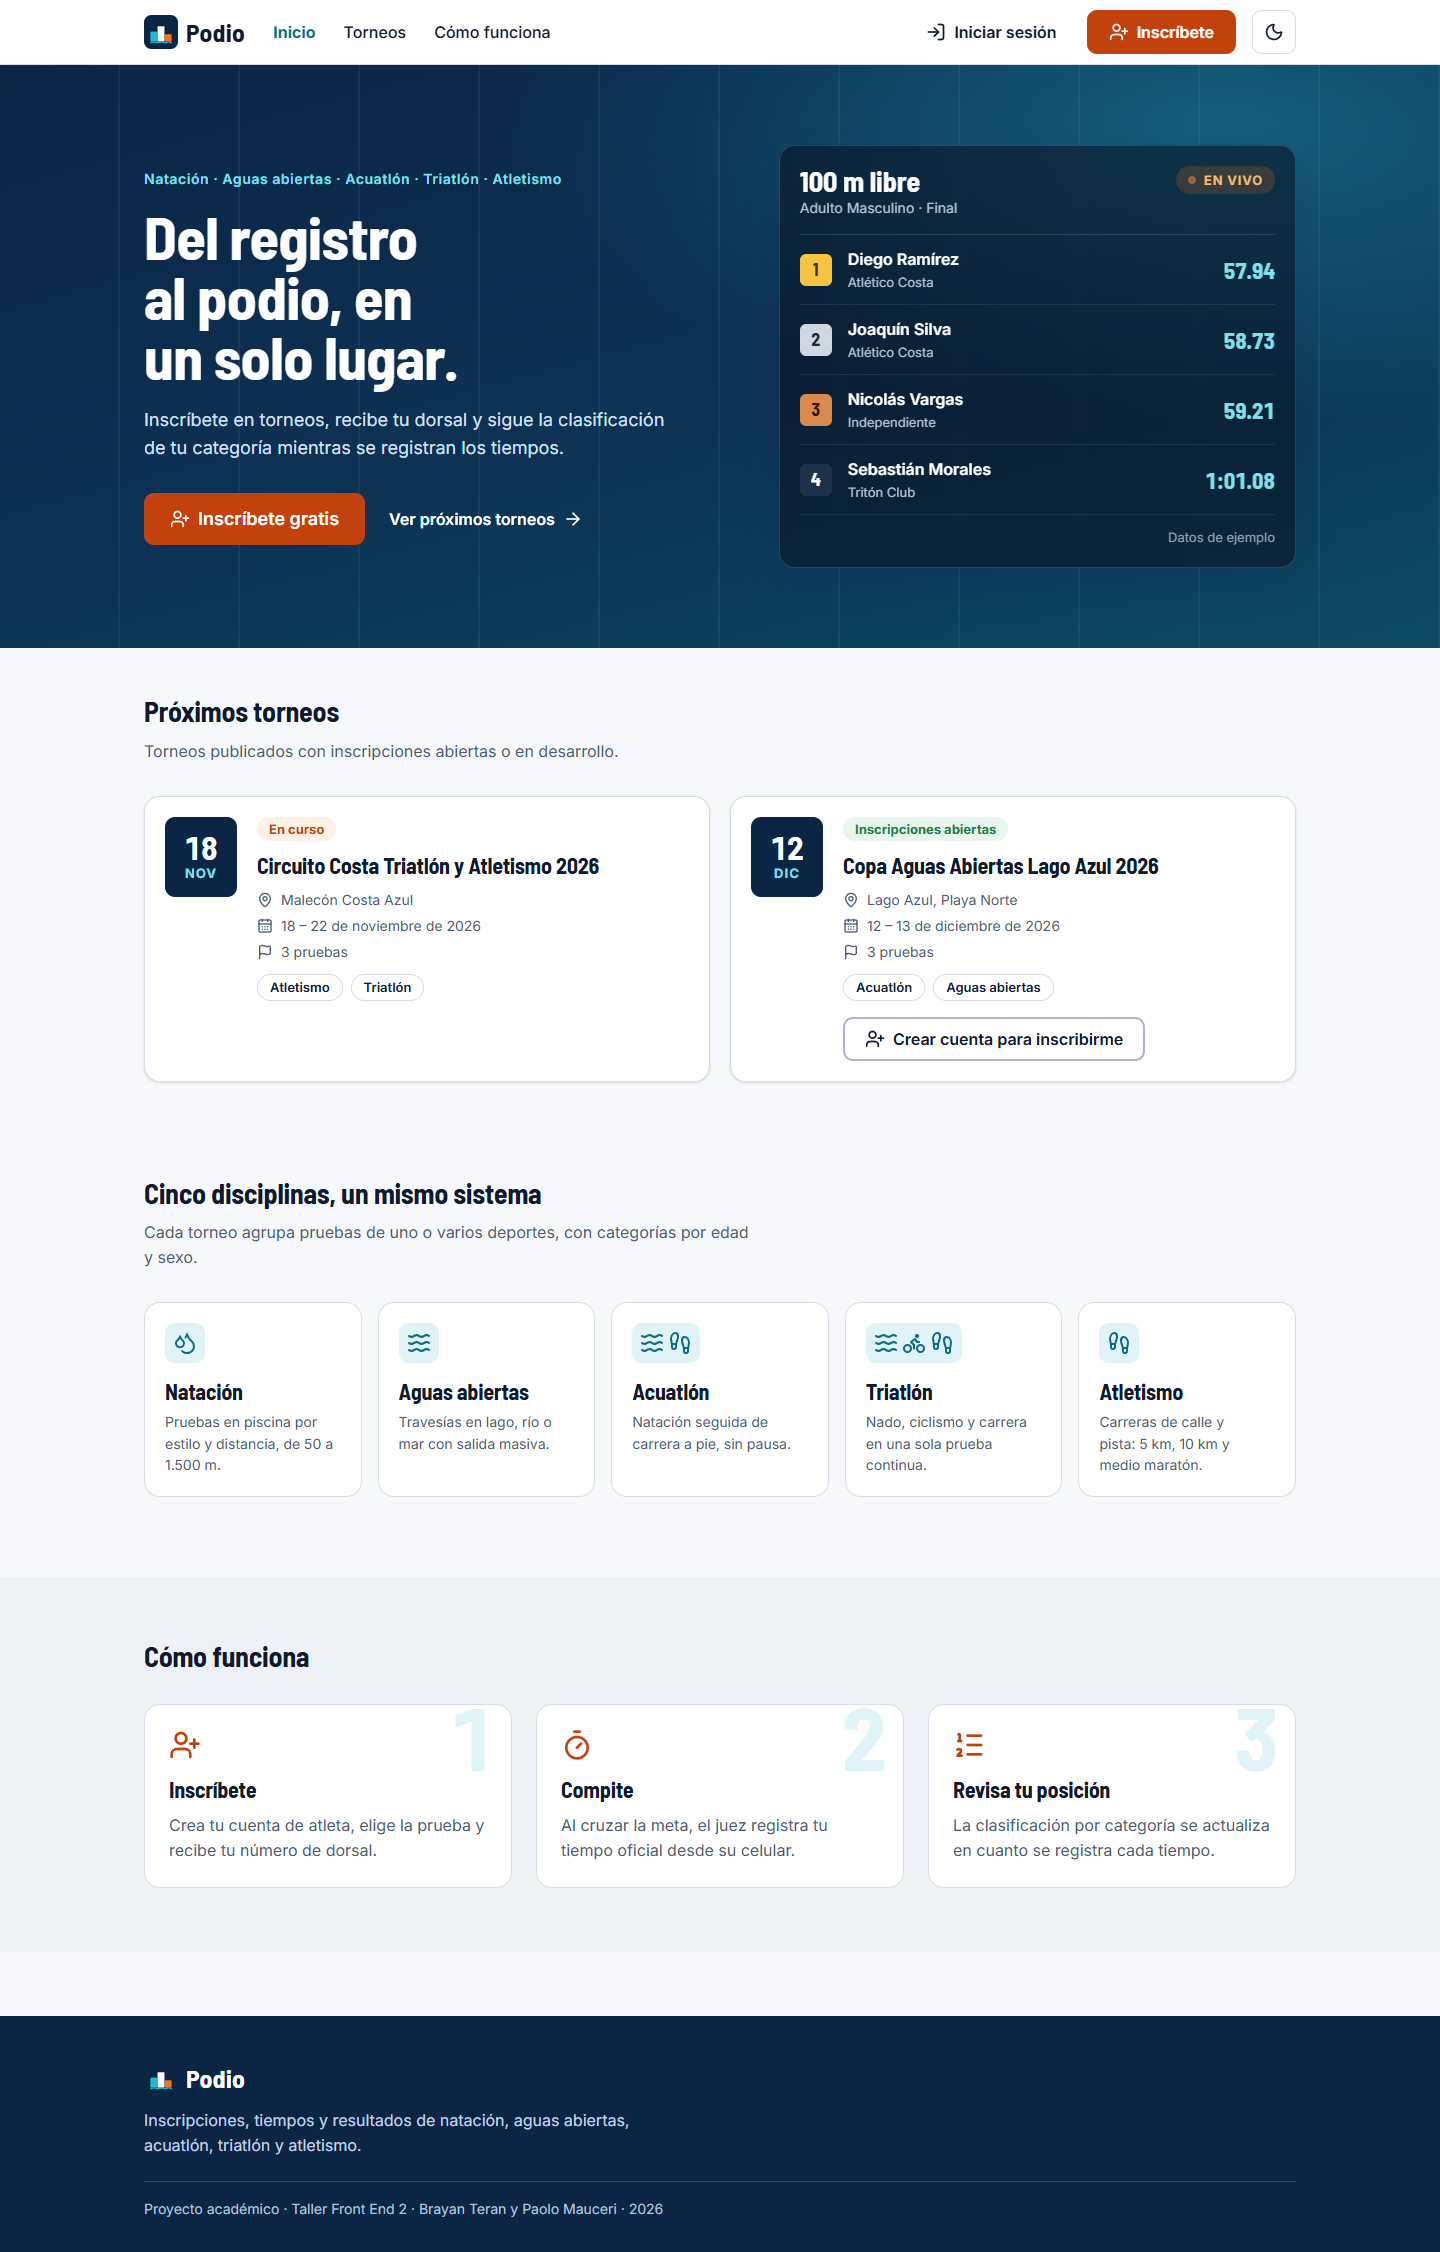 Podio
Inicio
Torneos
Cómo funciona
Iniciar sesión
Inscríbete
Natación · Aguas abiertas · Acuatlón · Triatlón · Atletismo
Del registro
al podio, en
un solo lugar.
Inscríbete en torneos, recibe tu dorsal y sigue la clasificación
de tu categoría mientras se registran los tiempos.
Inscríbete gratis
Ver próximos torneos
100 m libre
EN VIVO
Adulto Masculino · Final
1
Diego Ramírez
Atlético Costa
57.94
2
Joaquín Silva
Atlético Costa
58.73
3
Nicolás Vargas
Independiente
59.21
4
Sebastián Morales
Tritón Club
1:01.08
Datos de ejemplo
Próximos torneos
Torneos publicados con inscripciones abiertas o en desarrollo.
18
NOV
En curso
Circuito Costa Triatlón y Atletismo 2026
Malecón Costa Azul
18 – 22 de noviembre de 2026
3 pruebas
Atletismo
Triatlón
12
DIC
Inscripciones abiertas
Copa Aguas Abiertas Lago Azul 2026
Lago Azul, Playa Norte
12 – 13 de diciembre de 2026
3 pruebas
Acuatlón
Aguas abiertas
Crear cuenta para inscribirme
Cinco disciplinas, un mismo sistema
Cada torneo agrupa pruebas de uno o varios deportes, con categorías por edad
y sexo.
Natación
Pruebas en piscina por
estilo y distancia, de 50 a
1.500 m.
Aguas abiertas
Travesías en lago, río o
mar con salida masiva.
Acuatlón
Natación seguida de
carrera a pie, sin pausa.
Triatlón
Nado, ciclismo y carrera
en una sola prueba
continua.
Atletismo
Carreras de calle y
pista: 5 km, 10 km y
medio maratón.
Cómo funciona
1
Inscríbete
Crea tu cuenta de atleta, elige la prueba y
recibe tu número de dorsal.
2
Compite
Al cruzar la meta, el juez registra tu
tiempo oficial desde su celular.
3
Revisa tu posición
La clasificación por categoría se actualiza
en cuanto se registra cada tiempo.
Podio
Inscripciones, tiempos y resultados de natación, aguas abiertas,
acuatlón, triatlón y atletismo.
Proyecto académico · Taller Front End 2 · Brayan Teran y Paolo Mauceri · 2026